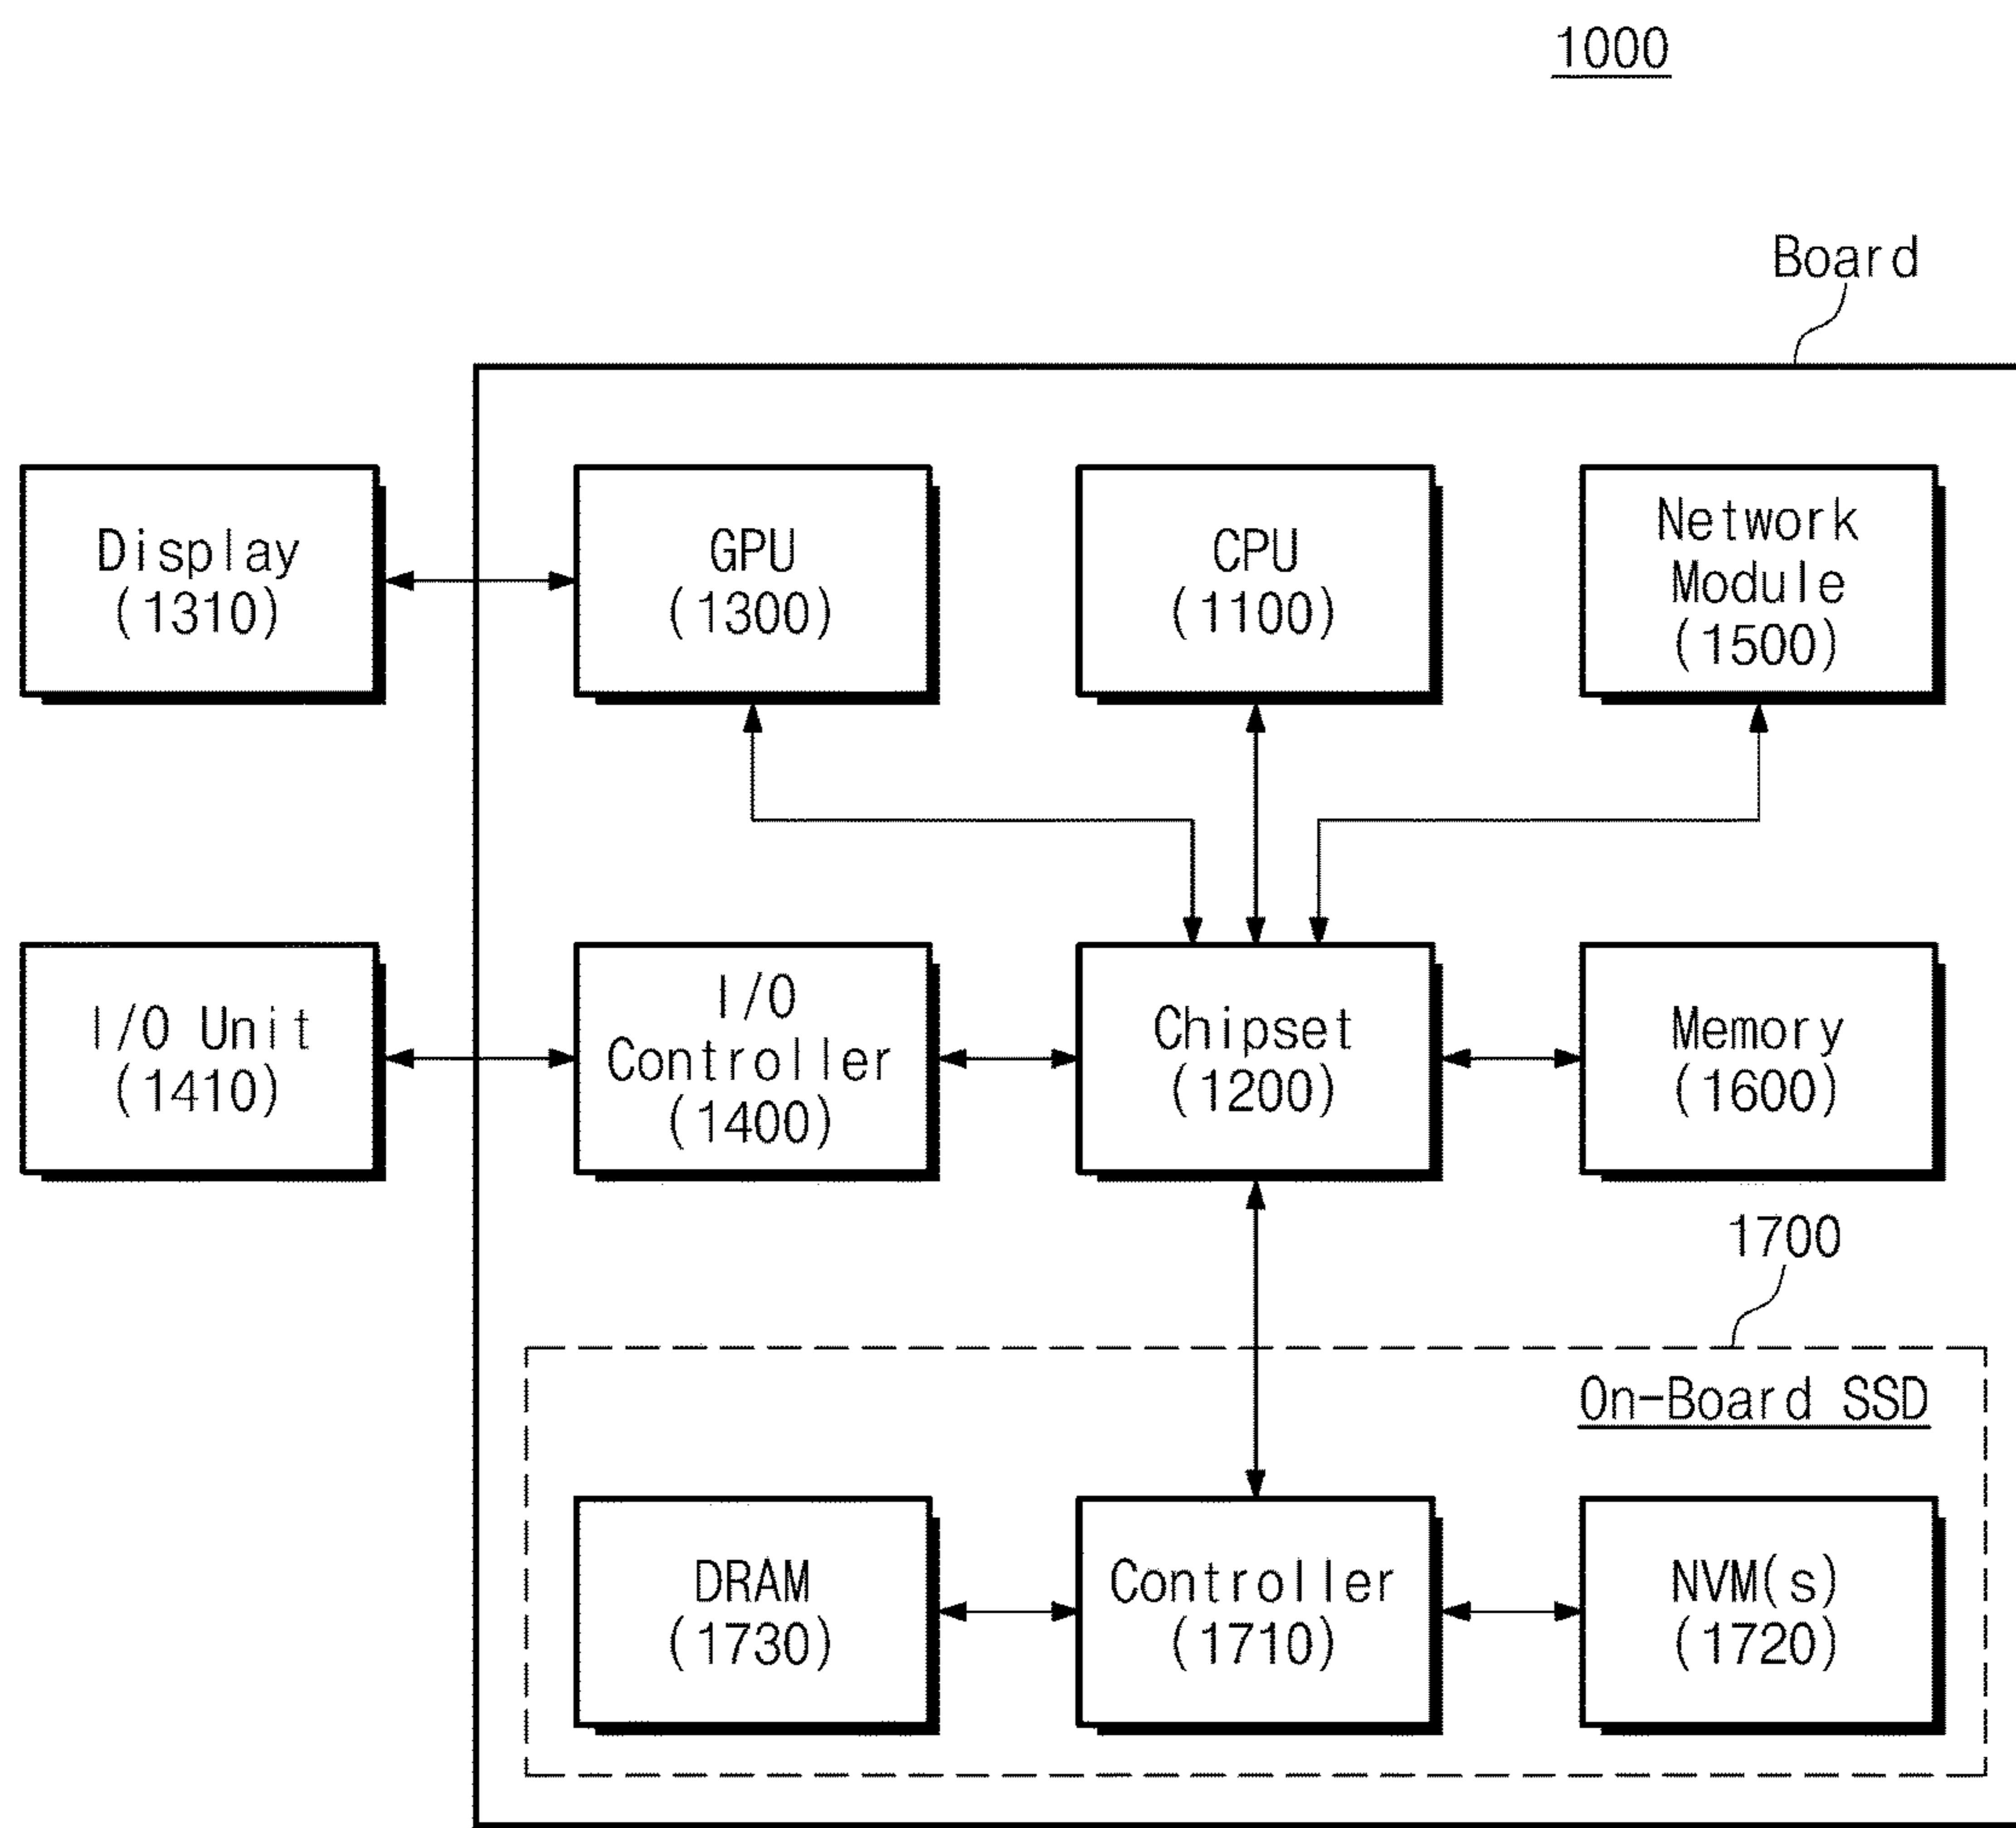 1000
Board
Display
(1310)
GPU
(1300)
CPU
(1100)
Network
Module
(1500)
I/O Unit
(1410)
I/O
Controller
(1400)
Chipset
(1200)
Memory
(1600)
1700
On-Board SSD
DRAM
(1730)
Controller
(1710)
NVM(s)
(1720)